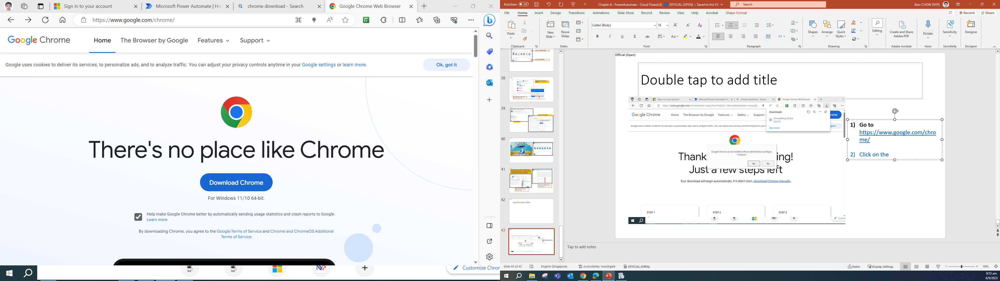 Sign in to your account
Microsoft Power Automate | Ho
chrome download - Search
Google Chrome Web Browser
https://www.google.com/chrome/
Google Chrome
Home
The Browser by Google
Features
Support
Google uses cookies to deliver its services, to personalize ads, and to analyze traffic. You can adjust your privacy controls anytime in your Google settings or learn more.
Ok, got it
There's no place like Chrome
Download Chrome
For Windows 11/10 64-bit.
Help make Google Chrome better by automatically sending usage statistics and crash reports to Google.
Learn more
By downloading Chrome, you agree to the Google Terms of Service and Chrome and ChromeOS Additional
Terms of Service
NYP
Customize Chrom
AutoSave Off
Chapter 6 - PowerAutomate - Cloud Flows(v2) OFFICIAL (OPEN) • Saved to this PC
Search
Alan CHOW (NYP)
File Home Insert Design Transitions Animations Slide Show Record Review View Help Acrobat Shape Format
Record
Share
Paste
New Slide
Reuse Slides
Calibri (Body)
18
Shapes
Arrange
Quick Styles
Editing
Create and Share Adobe PDF
Dictate
Sensitivity
Designer
Clipboard
Slides
Font
Paragraph
Drawing
Adobe Acrobat
Voice
Sensitivity
Designer
38
39
40
41
42
Supplementary Slides
43
Official (Open)
Double tap to add title
Sign in to your account
Microsoft Power Automate | Ho
chrome download - Search
Google Chrome Web Browser
https://www.google.com/chrome/next-steps.html?statcb=1&installdataindex=empty&...
Google Chrome
Home
The Browser by Google
Features
Safety
Support
rome
Downloads
ChromeSetup (2).exe
Open file
See more
Google uses cookies to deliver its services, to personalize ads, and to analyze traffic. You can adjust your privacy controls anytime in your
got it
Google Chrome can be installed without administrator privileges.
Continue?
Yes
No
Thank
ing!
Just a few steps left
Your download will begin automatically. If it didn't start, download Chrome manually.
STEP 1
STEP 2
STEP 3
NYP
Custom
1) Go to
https://www.google.com/chro
me/
2) Click on the
Tap to add notes
Slide 43 of 43
English (Singapore)
Accessibility: Investigate
OFFICIAL (OPEN)
Notes
Display Settings
99%
8:53 am
6/9/2023